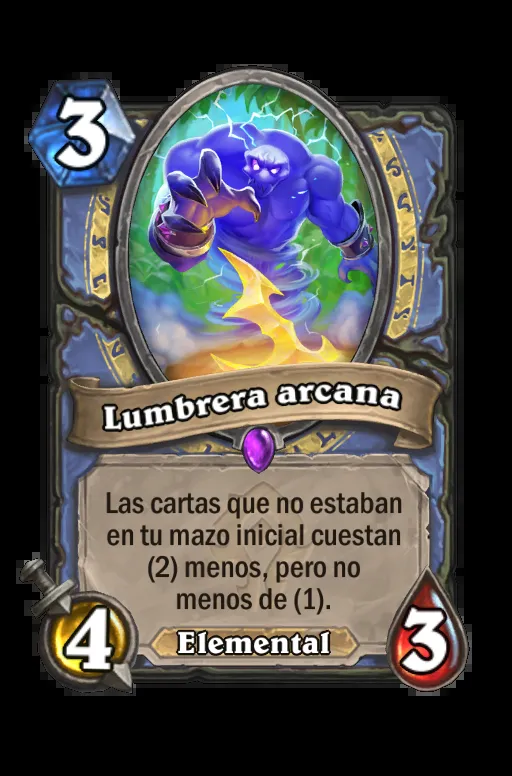 3
Lumbrera arcana
Las cartas que no estaban
en tu mazo inicial cuestan
(2) menos, pero no
menos de (1).
Elemental
4
3